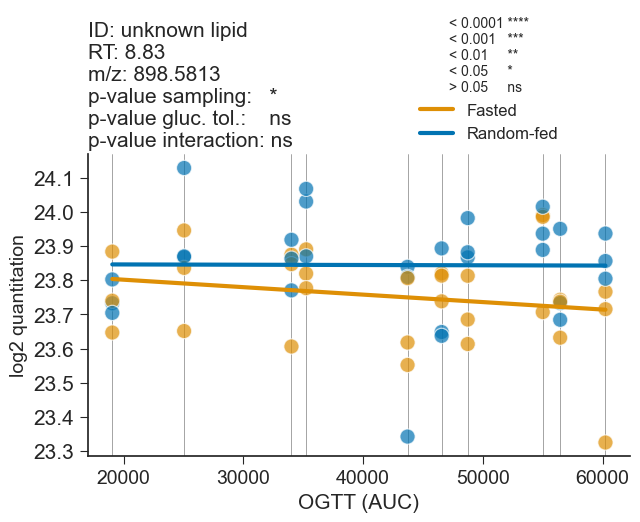 ID: unknown lipid
RT: 8.83
m/z: 898.5813
p-value sampling: *
p-value gluc. tol.: ns
p-value interaction: ns
< 0.0001 ****
< 0.001 ***
< 0.01 **
< 0.05 *
> 0.05 ns
Fasted
Random-fed
log2 quantitation
24.1
24.0
23.9
23.8
23.7
23.6
23.5
23.4
23.3
20000 30000 40000 50000 60000
OGTT (AUC)